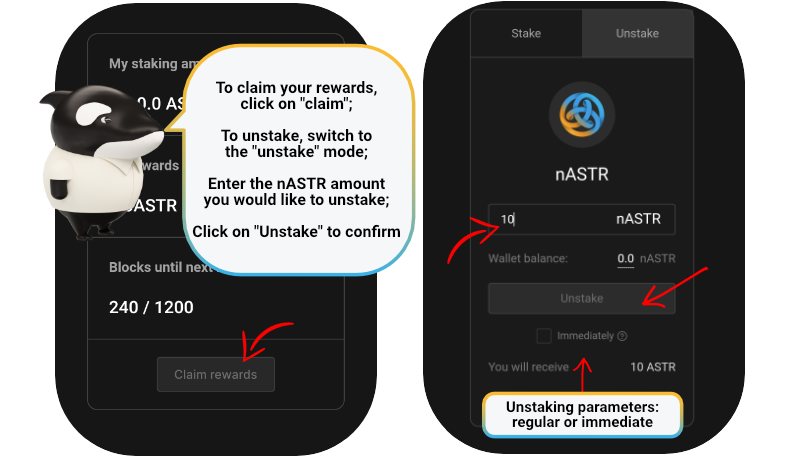 My staking am
To claim your rewards,
click on "claim";
To unstake, switch to
the "unstake" mode;
Enter the nASTR amount
you would like to unstake;
Click on "Unstake" to confirm
0.0 AS
wards
ASTR
Blocks until next
240 / 1200
Claim rewards
Stake
Unstake
nASTR
10
nASTR
Wallet balance:
0.0 nASTR
Unstake
Immediately
You will receive
10 ASTR
Unstaking parameters:
regular or immediate